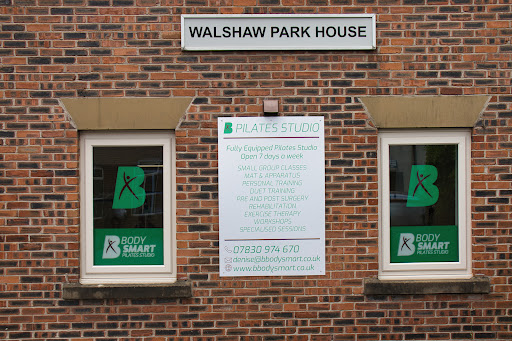 WALSHAW PARK HOUSE
B PILATES STUDIO
Fully Equipped Pilates Studio
Open 7 days a week
SMALL GROUP CLASSES
MAT & APPARATUS
PERSONAL TRAINING
DUET TRAINING
PRE AND POST SURGERY
REHABILITATION
EXERCISE THERAPY
WORKSHOPS
SPECIALISED SESSIONS
07830 974 670
denise@bbodysmart.co.uk
www.bbodysmart.co.uk
B
B BODY
SMART
PILATES STUDIO
B
B BODY
SMART
PILATES STUDIO